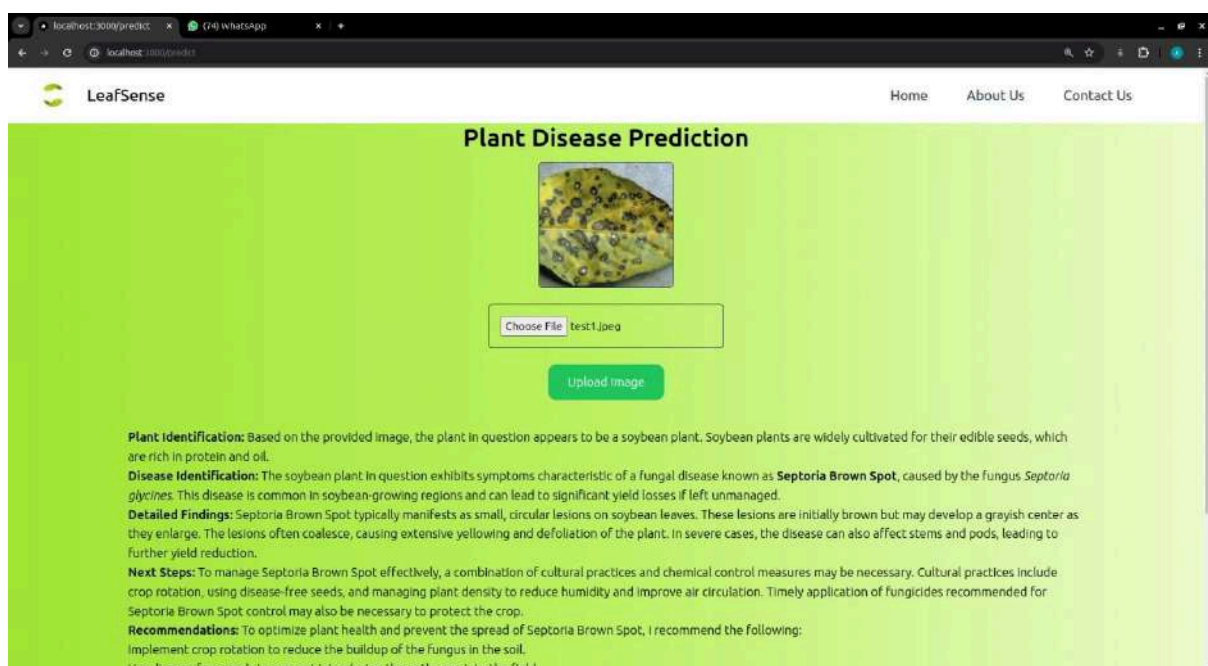 localhost:3000/predict
(74) WhatsApp
localhost:3000/predict
LeafSense
Home
About Us
Contact Us
Plant Disease Prediction
Choose File test1.jpeg
Upload Image
Plant Identification: Based on the provided image, the plant in question appears to be a soybean plant. Soybean plants are widely cultivated for their edible seeds, which
are rich in protein and oil.
Disease Identification: The soybean plant in question exhibits symptoms characteristic of a fungal disease known as Septoria Brown Spot, caused by the fungus Septoria
glycines. This disease is common in soybean-growing regions and can lead to significant yield losses if left unmanaged.
Detailed Findings: Septoria Brown Spot typically manifests as small, circular lesions on soybean leaves. These lesions are initially brown but may develop a grayish center as
they enlarge. The lesions often coalesce, causing extensive yellowing and defoliation of the plant. In severe cases, the disease can also affect stems and pods, leading to
further yield reduction.
Next Steps: To manage Septoria Brown Spot effectively, a combination of cultural practices and chemical control measures may be necessary. Cultural practices include
crop rotation, using disease-free seeds, and managing plant density to reduce humidity and improve air circulation. Timely application of fungicides recommended for
Septoria Brown Spot control may also be necessary to protect the crop.
Recommendations: To optimize plant health and prevent the spread of Septoria Brown Spot, I recommend the following:
Implement crop rotation to reduce the buildup of the fungus in the soil.